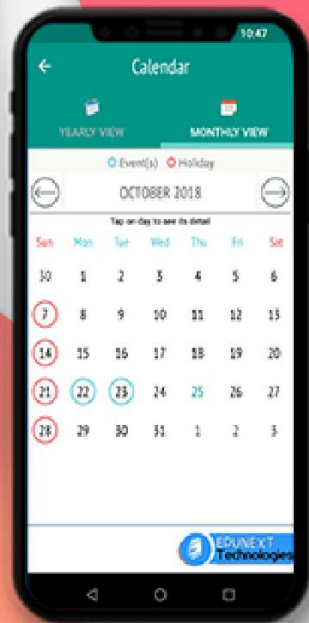 10:47
Calendar
YEARLY VIEW MONTHLY VIEW
Event(s) Holiday
OCTOBER 2018
Tap on day to see its detail
Sun Mon Tue Wed Thu Fri Sat
30 1 2 3 4 5 6
7 8 9 10 11 12 13
14 15 16 17 18 19 20
21 22 23 24 25 26 27
28 29 30 31 1 2 3
EDUNEXT
Technologies